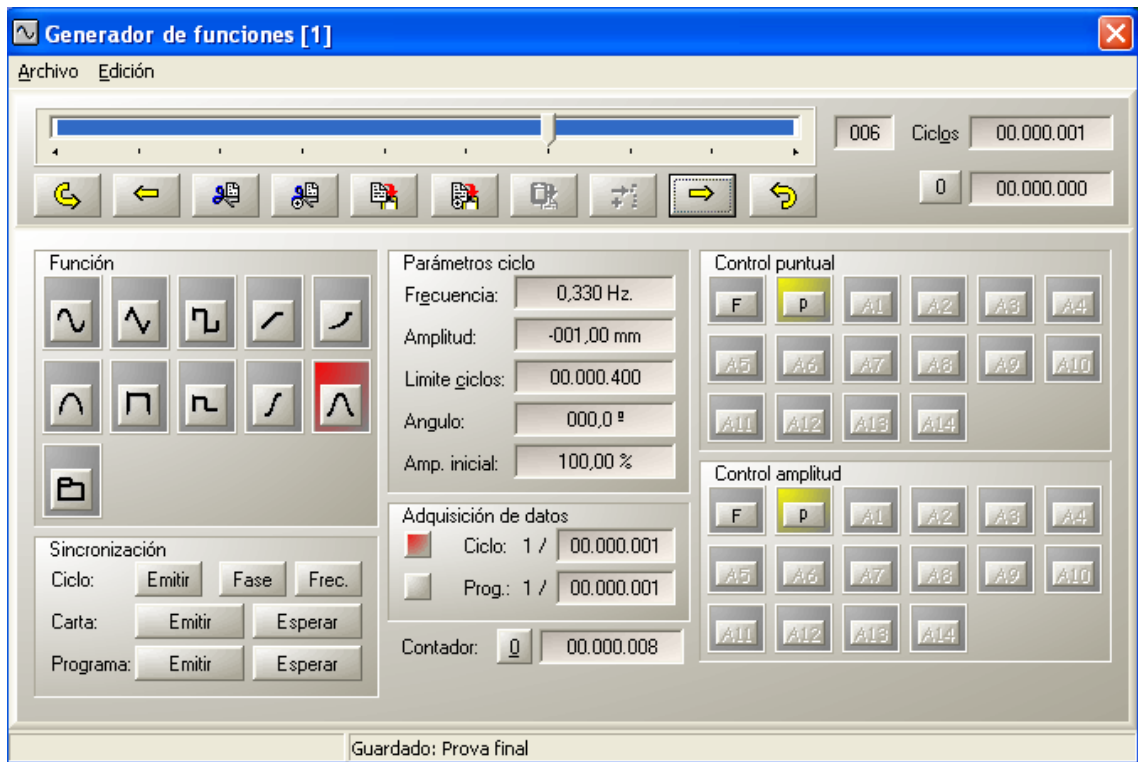 Generador de funciones [1]
Archivo Edición
006 Ciclos 00.000.001
0 00.000.000
Función
Parámetros ciclo
Frecuencia: 0,330 Hz.
Amplitud: -001,00 mm
Limite ciclos: 00.000.400
Angulo: 000,0 º
Amp. inicial: 100,00 %
Control puntual
F P A1 A2 A3 A4
A5 A6 A7 A8 A9 A10
A11 A12 A13 A14
Control amplitud
F P A1 A2 A3 A4
A5 A6 A7 A8 A9 A10
A11 A12 A13 A14
Adquisición de datos
Ciclo: 1 / 00.000.001
Prog.: 1 / 00.000.001
Contador: 0 00.000.008
Sincronización
Ciclo: Emitir Fase Frec.
Carta: Emitir Esperar
Programa: Emitir Esperar
Guardado: Prova final